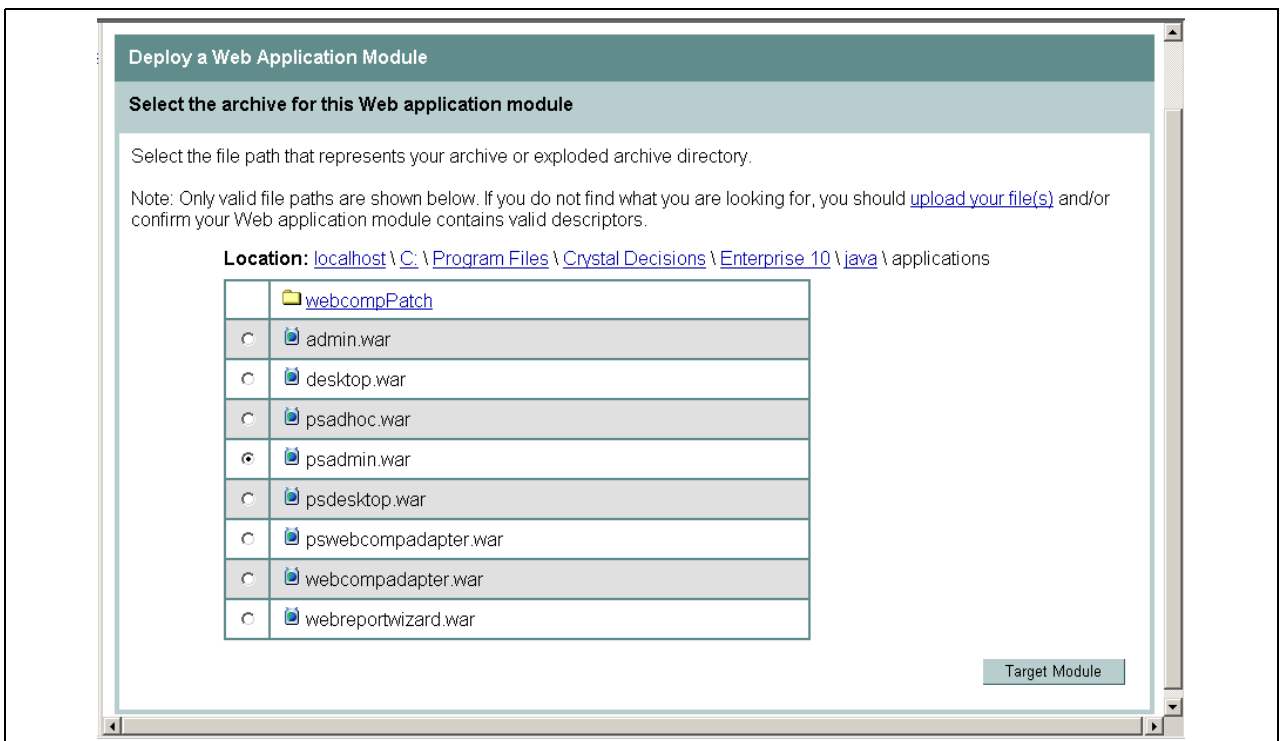 Deploy a Web Application Module
Select the archive for this Web application module
Select the file path that represents your archive or exploded archive directory.
Note: Only valid file paths are shown below. If you do not find what you are looking for, you should upload your file(s) and/or
confirm your Web application module contains valid descriptors.
Location: localhost \ C: \ Program Files \ Crystal Decisions \ Enterprise 10 \ java \ applications
webcompPatch
admin.war
desktop.war
psadhoc.war
psadmin.war
psdesktop.war
pswebcompadapter.war
webcompadapter.war
webreportwizard.war
Target Module